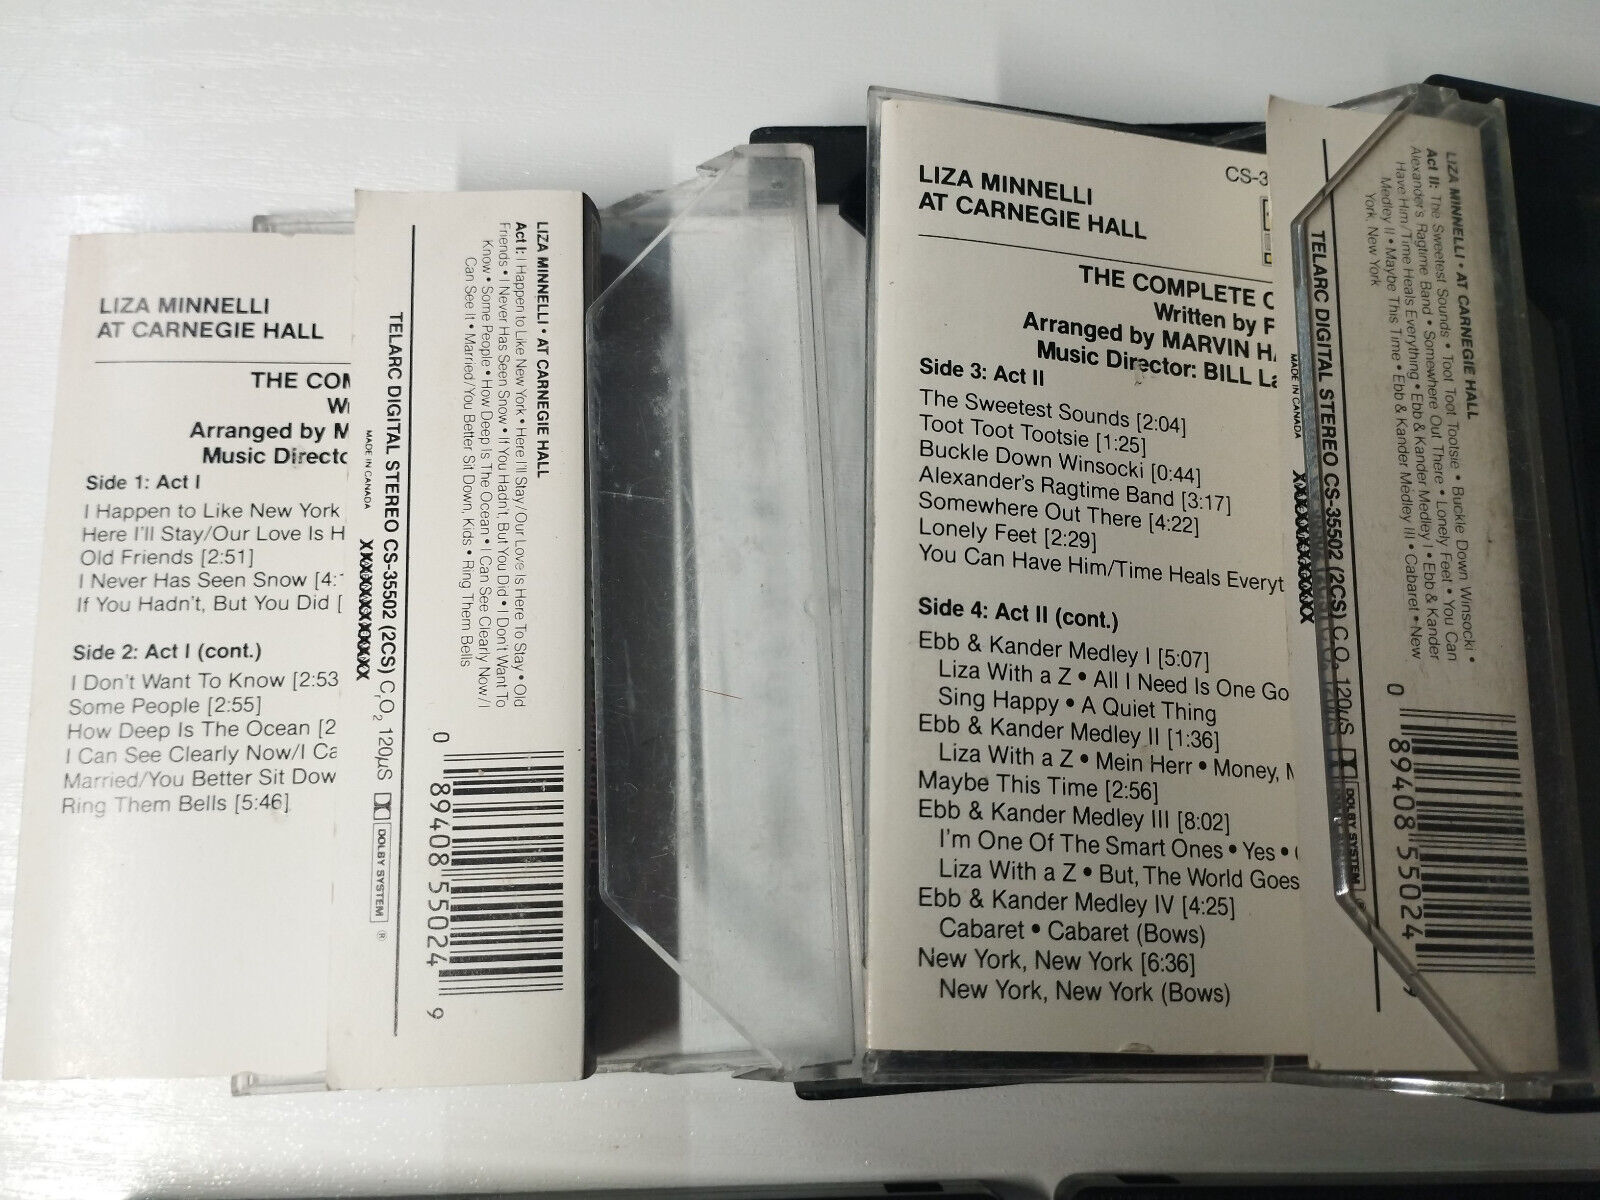 LIZA MINNELLI
AT CARNEGIE HALL
THE COM
Arranged by M
Music Directo
Side 1: Act I
I Happen to Like New York
Here I'll Stay/Our Love Is H
Old Friends [2:51]
I Never Has Seen Snow [4:
If You Hadn't, But You Did [
Side 2: Act I (cont.)
I Don't Want To Know [2:53
Some People [2:55]
How Deep Is The Ocean [2
I Can See Clearly Now/I Ca
Married/You Better Sit Dow
Ring Them Bells [5:46]
LIZA MINNELLI • AT CARNEGIE HALL
Act I: I Happen to Like New York • Here I'll Stay/Our Love Is Here To Stay • Old
Friends • I Never Has Seen Snow • If You Hadn't, But You Did • I Don't Want To
Know • Some People • How Deep Is The Ocean • I Can See Clearly Now/I
Can See It • Married/You Better Sit Down, Kids • Ring Them Bells
TELARC DIGITAL STEREO CS-35502 (2CS) CrO2 120µS DOLBY SYSTEM ®
MADE IN CANADA XXXXXXXXXX
0 89408 55024 9
LIZA MINNELLI
AT CARNEGIE HALL
CS-3
THE COMPLETE C
Written by F
Arranged by MARVIN HA
Music Director: BILL La
Side 3: Act II
The Sweetest Sounds [2:04]
Toot Toot Tootsie [1:25]
Buckle Down Winsocki [0:44]
Alexander's Ragtime Band [3:17]
Somewhere Out There [4:22]
Lonely Feet [2:29]
You Can Have Him/Time Heals Everyt
Side 4: Act II (cont.)
Ebb & Kander Medley I [5:07]
Liza With a Z • All I Need Is One Go
Sing Happy • A Quiet Thing
Ebb & Kander Medley II [1:36]
Liza With a Z • Mein Herr • Money, M
Maybe This Time [2:56]
Ebb & Kander Medley III [8:02]
I'm One Of The Smart Ones • Yes •
Liza With a Z • But, The World Goes
Ebb & Kander Medley IV [4:25]
Cabaret • Cabaret (Bows)
New York, New York [6:36]
New York, New York (Bows)
LIZA MINNELLI • AT CARNEGIE HALL
Act II: The Sweetest Sounds • Toot Toot Tootsie • Buckle Down Winsocki •
Alexander's Ragtime Band • Somewhere Out There • Lonely Feet • You Can
Have Him/Time Heals Everything • Ebb & Kander Medley I • Ebb & Kander
Medley II • Maybe This Time • Ebb & Kander Medley III • Cabaret • New
York, New York
TELARC DIGITAL STEREO CS-35502 (2CS) CrO2 120µS DOLBY SYSTEM ®
MADE IN CANADA XXXXXXXXXX
0 89408 55024 9